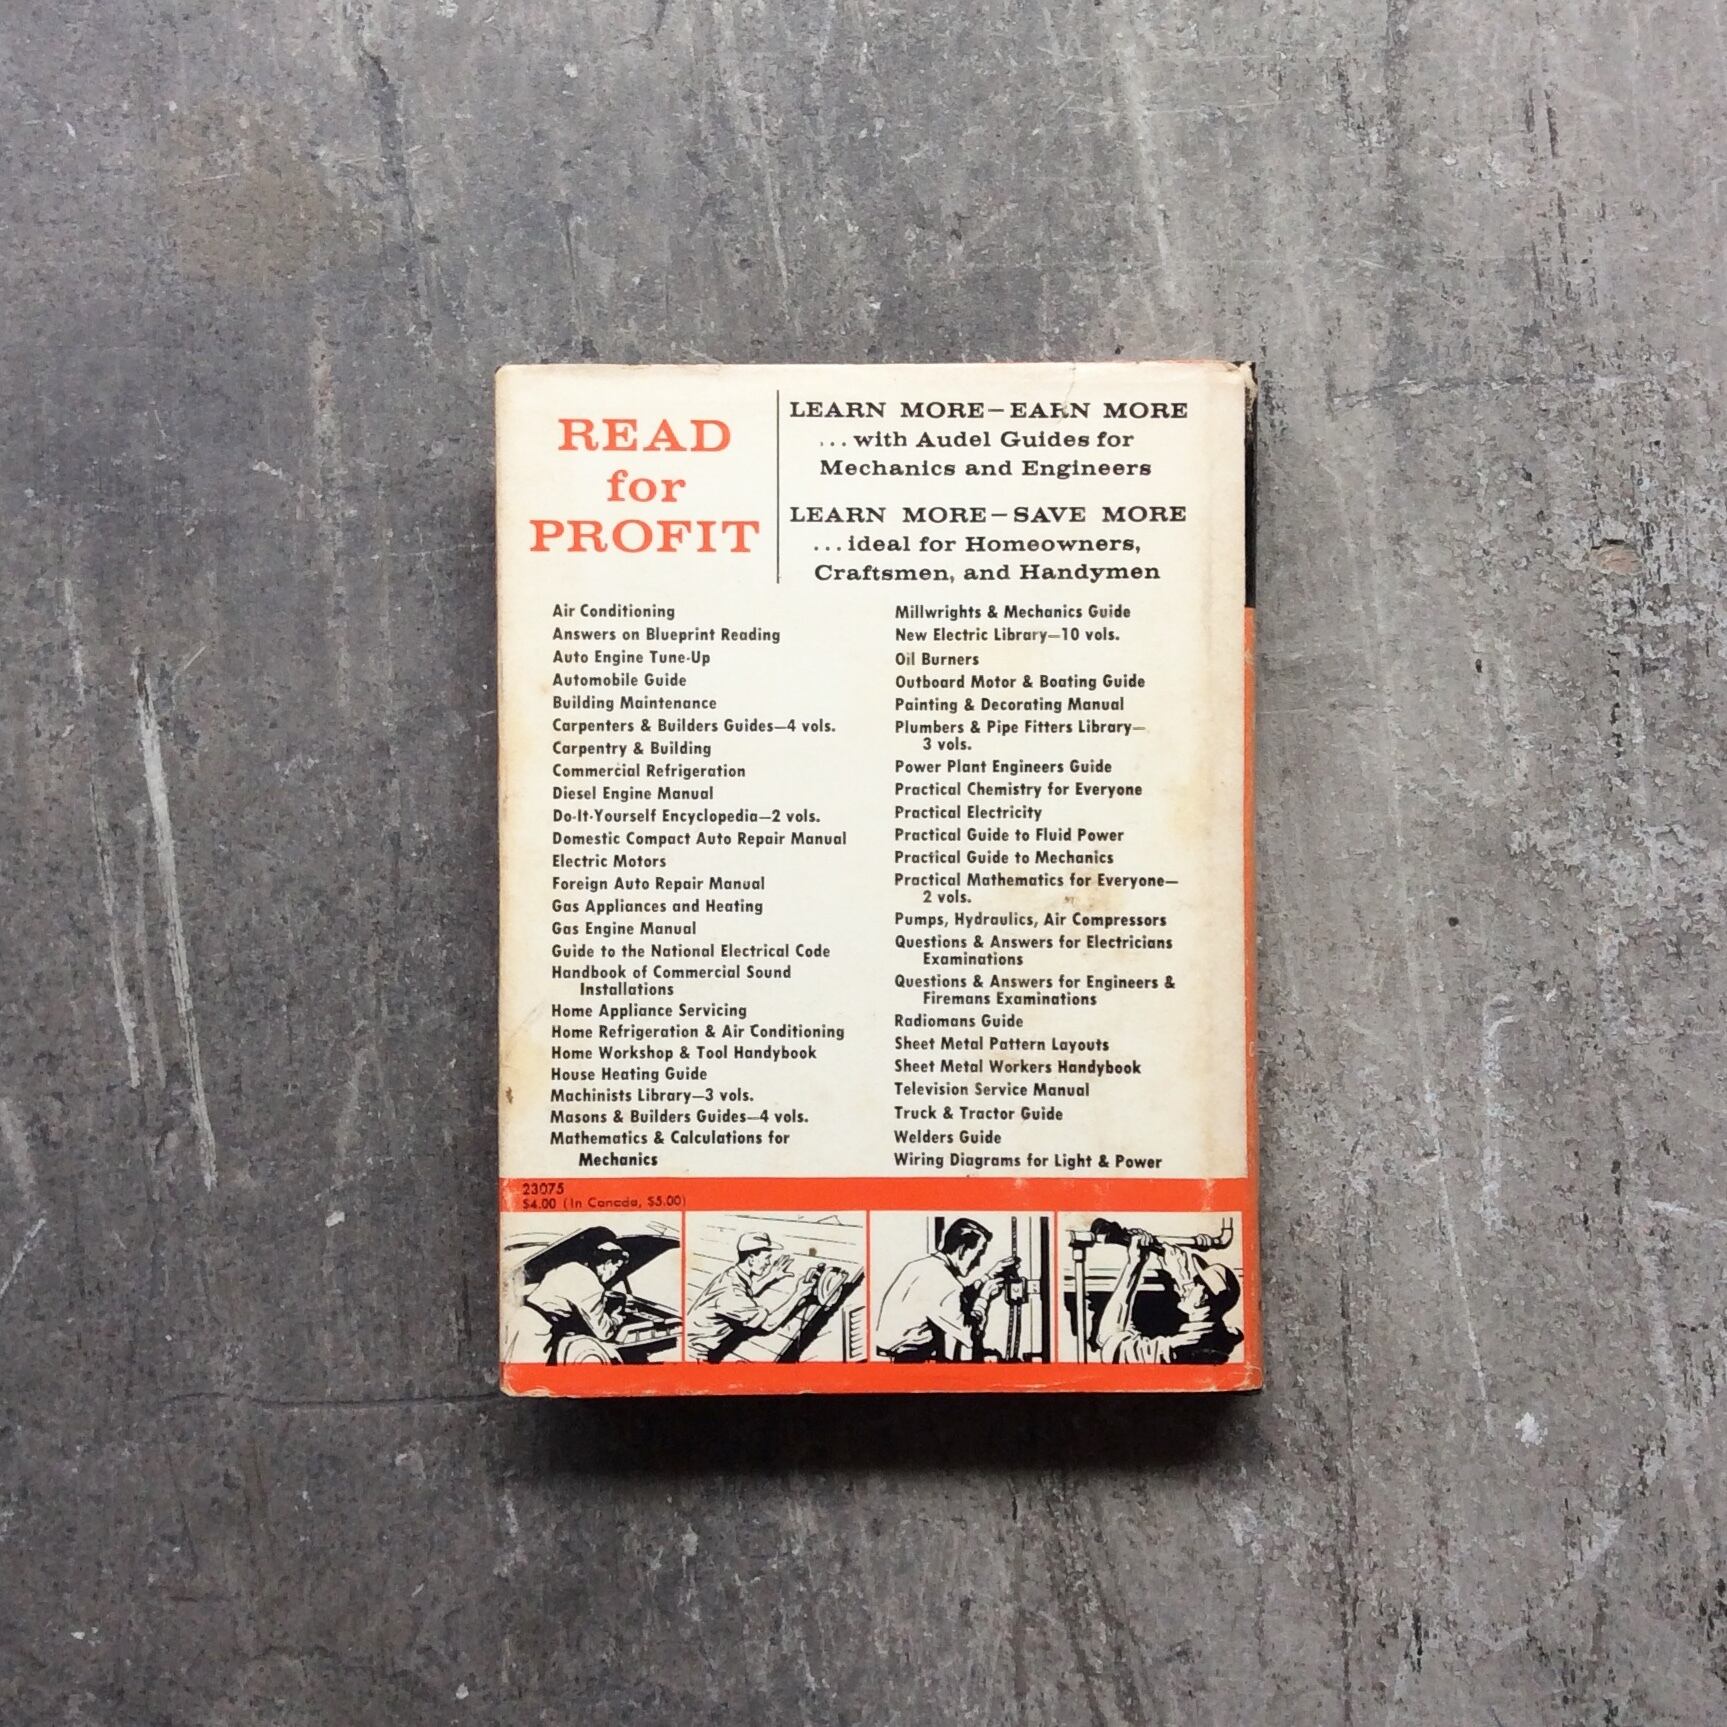 READ
for
PROFIT
LEARN MORE—EARN MORE
...with Audel Guides for
Mechanics and Engineers
LEARN MORE—SAVE MORE
...ideal for Homeowners,
Craftsmen, and Handymen
Air Conditioning
Answers on Blueprint Reading
Auto Engine Tune-Up
Automobile Guide
Building Maintenance
Carpenters & Builders Guides—4 vols.
Carpentry & Building
Commercial Refrigeration
Diesel Engine Manual
Do-It-Yourself Encyclopedia—2 vols.
Domestic Compact Auto Repair Manual
Electric Motors
Foreign Auto Repair Manual
Gas Appliances and Heating
Gas Engine Manual
Guide to the National Electrical Code
Handbook of Commercial Sound
Installations
Home Appliance Servicing
Home Refrigeration & Air Conditioning
Home Workshop & Tool Handybook
House Heating Guide
Machinists Library—3 vols.
Masons & Builders Guides—4 vols.
Mathematics & Calculations for
Mechanics
Millwrights & Mechanics Guide
New Electric Library—10 vols.
Oil Burners
Outboard Motor & Boating Guide
Painting & Decorating Manual
Plumbers & Pipe Fitters Library—
3 vols.
Power Plant Engineers Guide
Practical Chemistry for Everyone
Practical Electricity
Practical Guide to Fluid Power
Practical Guide to Mechanics
Practical Mathematics for Everyone—
2 vols.
Pumps, Hydraulics, Air Compressors
Questions & Answers for Electricians
Examinations
Questions & Answers for Engineers &
Firemans Examinations
Radiomans Guide
Sheet Metal Pattern Layouts
Sheet Metal Workers Handybook
Television Service Manual
Truck & Tractor Guide
Welders Guide
Wiring Diagrams for Light & Power
23075
$4.00 (In Canada, $5.00)